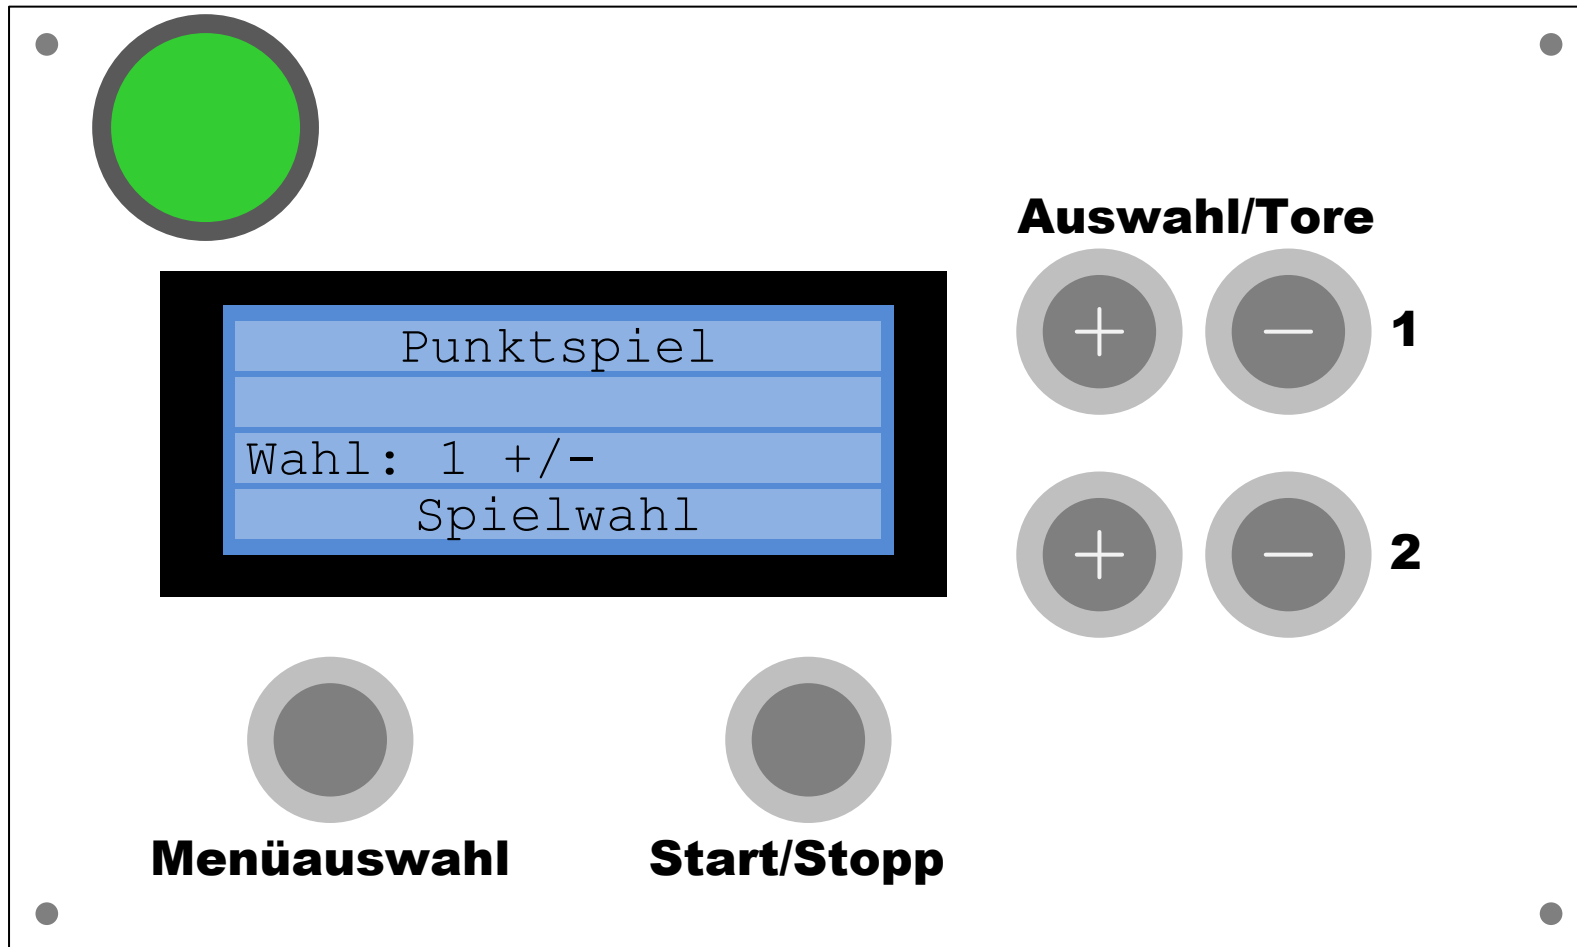 Auswahl/Tore
Punktspiel
+ − 1
Wahl: 1 +/-
Spielwahl
+ − 2
Menüauswahl
Start/Stopp